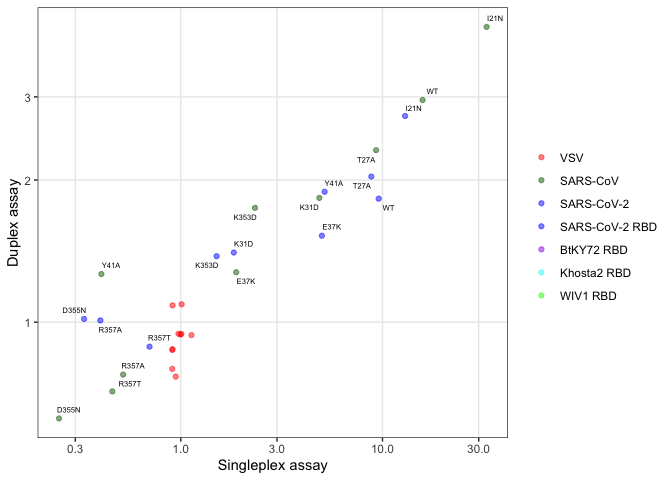 I21N
WT
I21N
T27A
T27A
Y41A
K31D
WT
K353D
E37K
K31D
K353D
E37K
Y41A
D355N
R357A
R357T
R357A
R357T
D355N
3
2
1
Duplex assay
0.3
1.0
3.0
10.0
30.0
Singleplex assay
VSV
SARS-CoV
SARS-CoV-2
SARS-CoV-2 RBD
BtKY72 RBD
Khosta2 RBD
WIV1 RBD